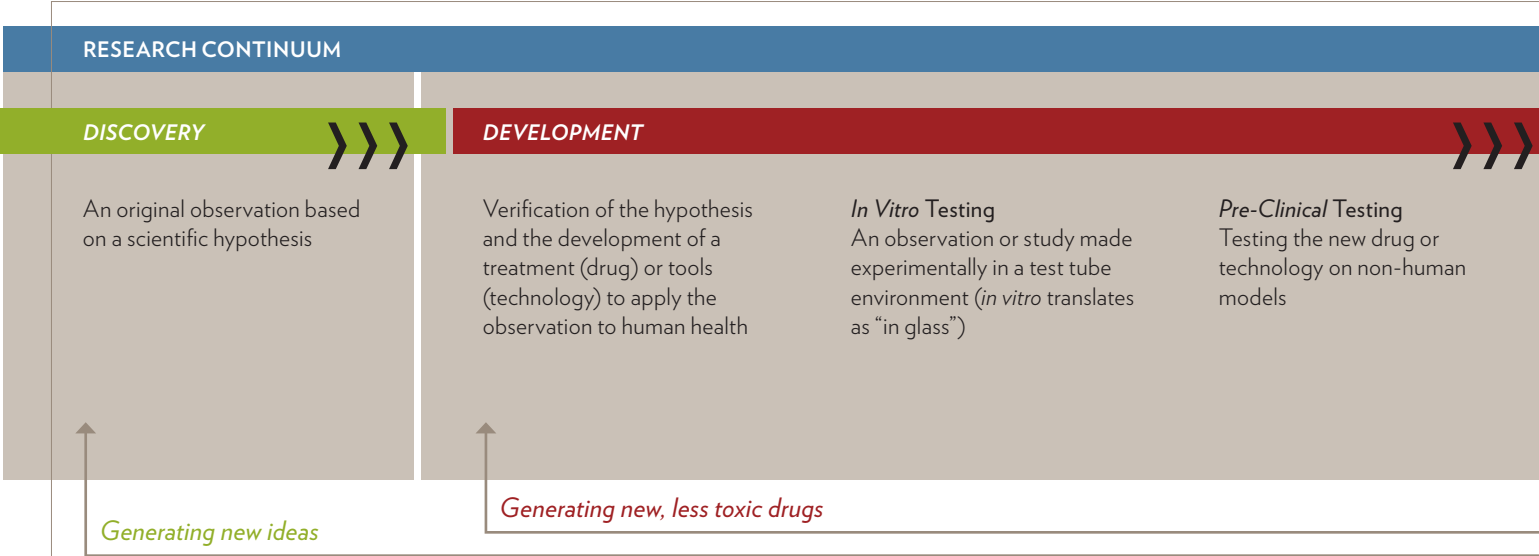 RESEARCH CONTINUUM
DISCOVERY
An original observation based
on a scientific hypothesis
DEVELOPMENT
Verification of the hypothesis
and the development of a
treatment (drug) or tools
(technology) to apply the
observation to human health
In Vitro Testing
An observation or study made
experimentally in a test tube
environment (in vitro translates
as “in glass”)
Pre-Clinical Testing
Testing the new drug or
technology on non-human
models
Generating new ideas
Generating new, less toxic drugs